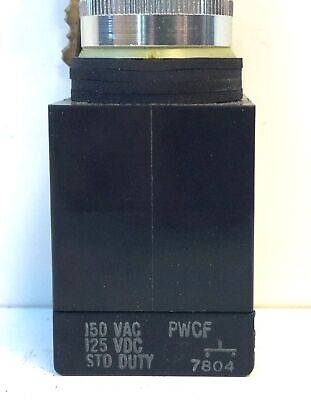 150 VAC PWCF
125 VDC
STD DUTY 7804